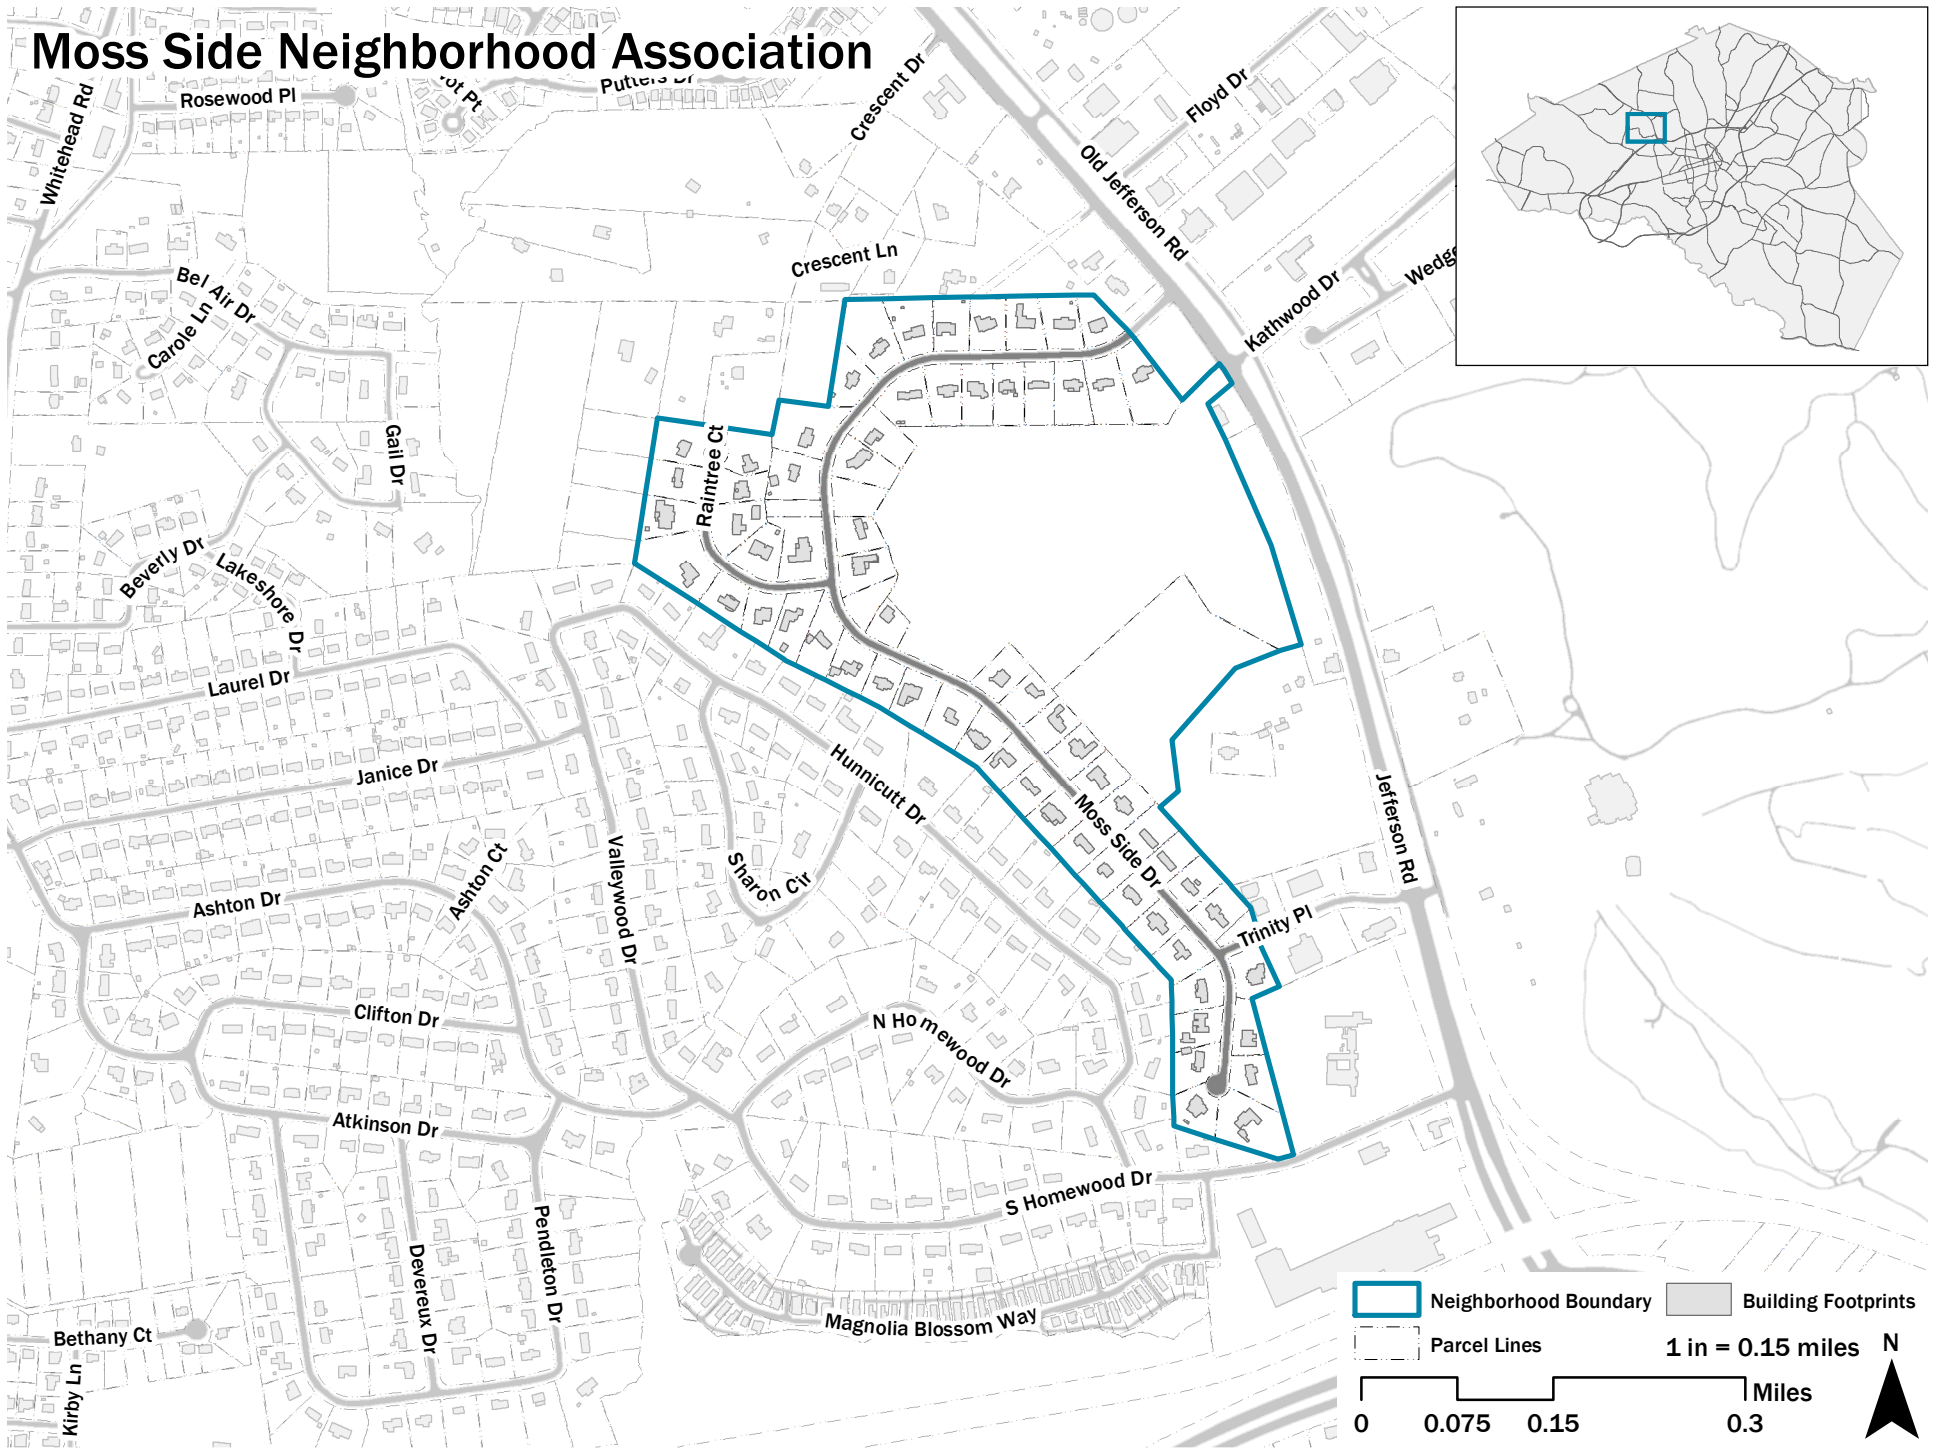 Moss Side Neighborhood Association
Putters Dr
Rosewood Pl
Whitehead Rd
Crescent Dr
Floyd Dr
Old Jefferson Rd
Crescent Ln
Kathwood Dr
Bel Air Dr
Carole Ln
Gail Dr
Raintree Ct
Beverly Dr
Lakeshore Dr
Laurel Dr
Janice Dr
Hunnicutt Dr
Moss Side Dr
Jefferson Rd
Valleywood Dr
Sharon Cir
Ashton Ct
Ashton Dr
Trinity Pl
Clifton Dr
N Homewood Dr
Atkinson Dr
S Homewood Dr
Pendleton Dr
Devereux Dr
Magnolia Blossom Way
Bethany Ct
Kirby Ln
Neighborhood Boundary
Building Footprints
Parcel Lines
1 in = 0.15 miles
N
Miles
0 0.075 0.15 0.3